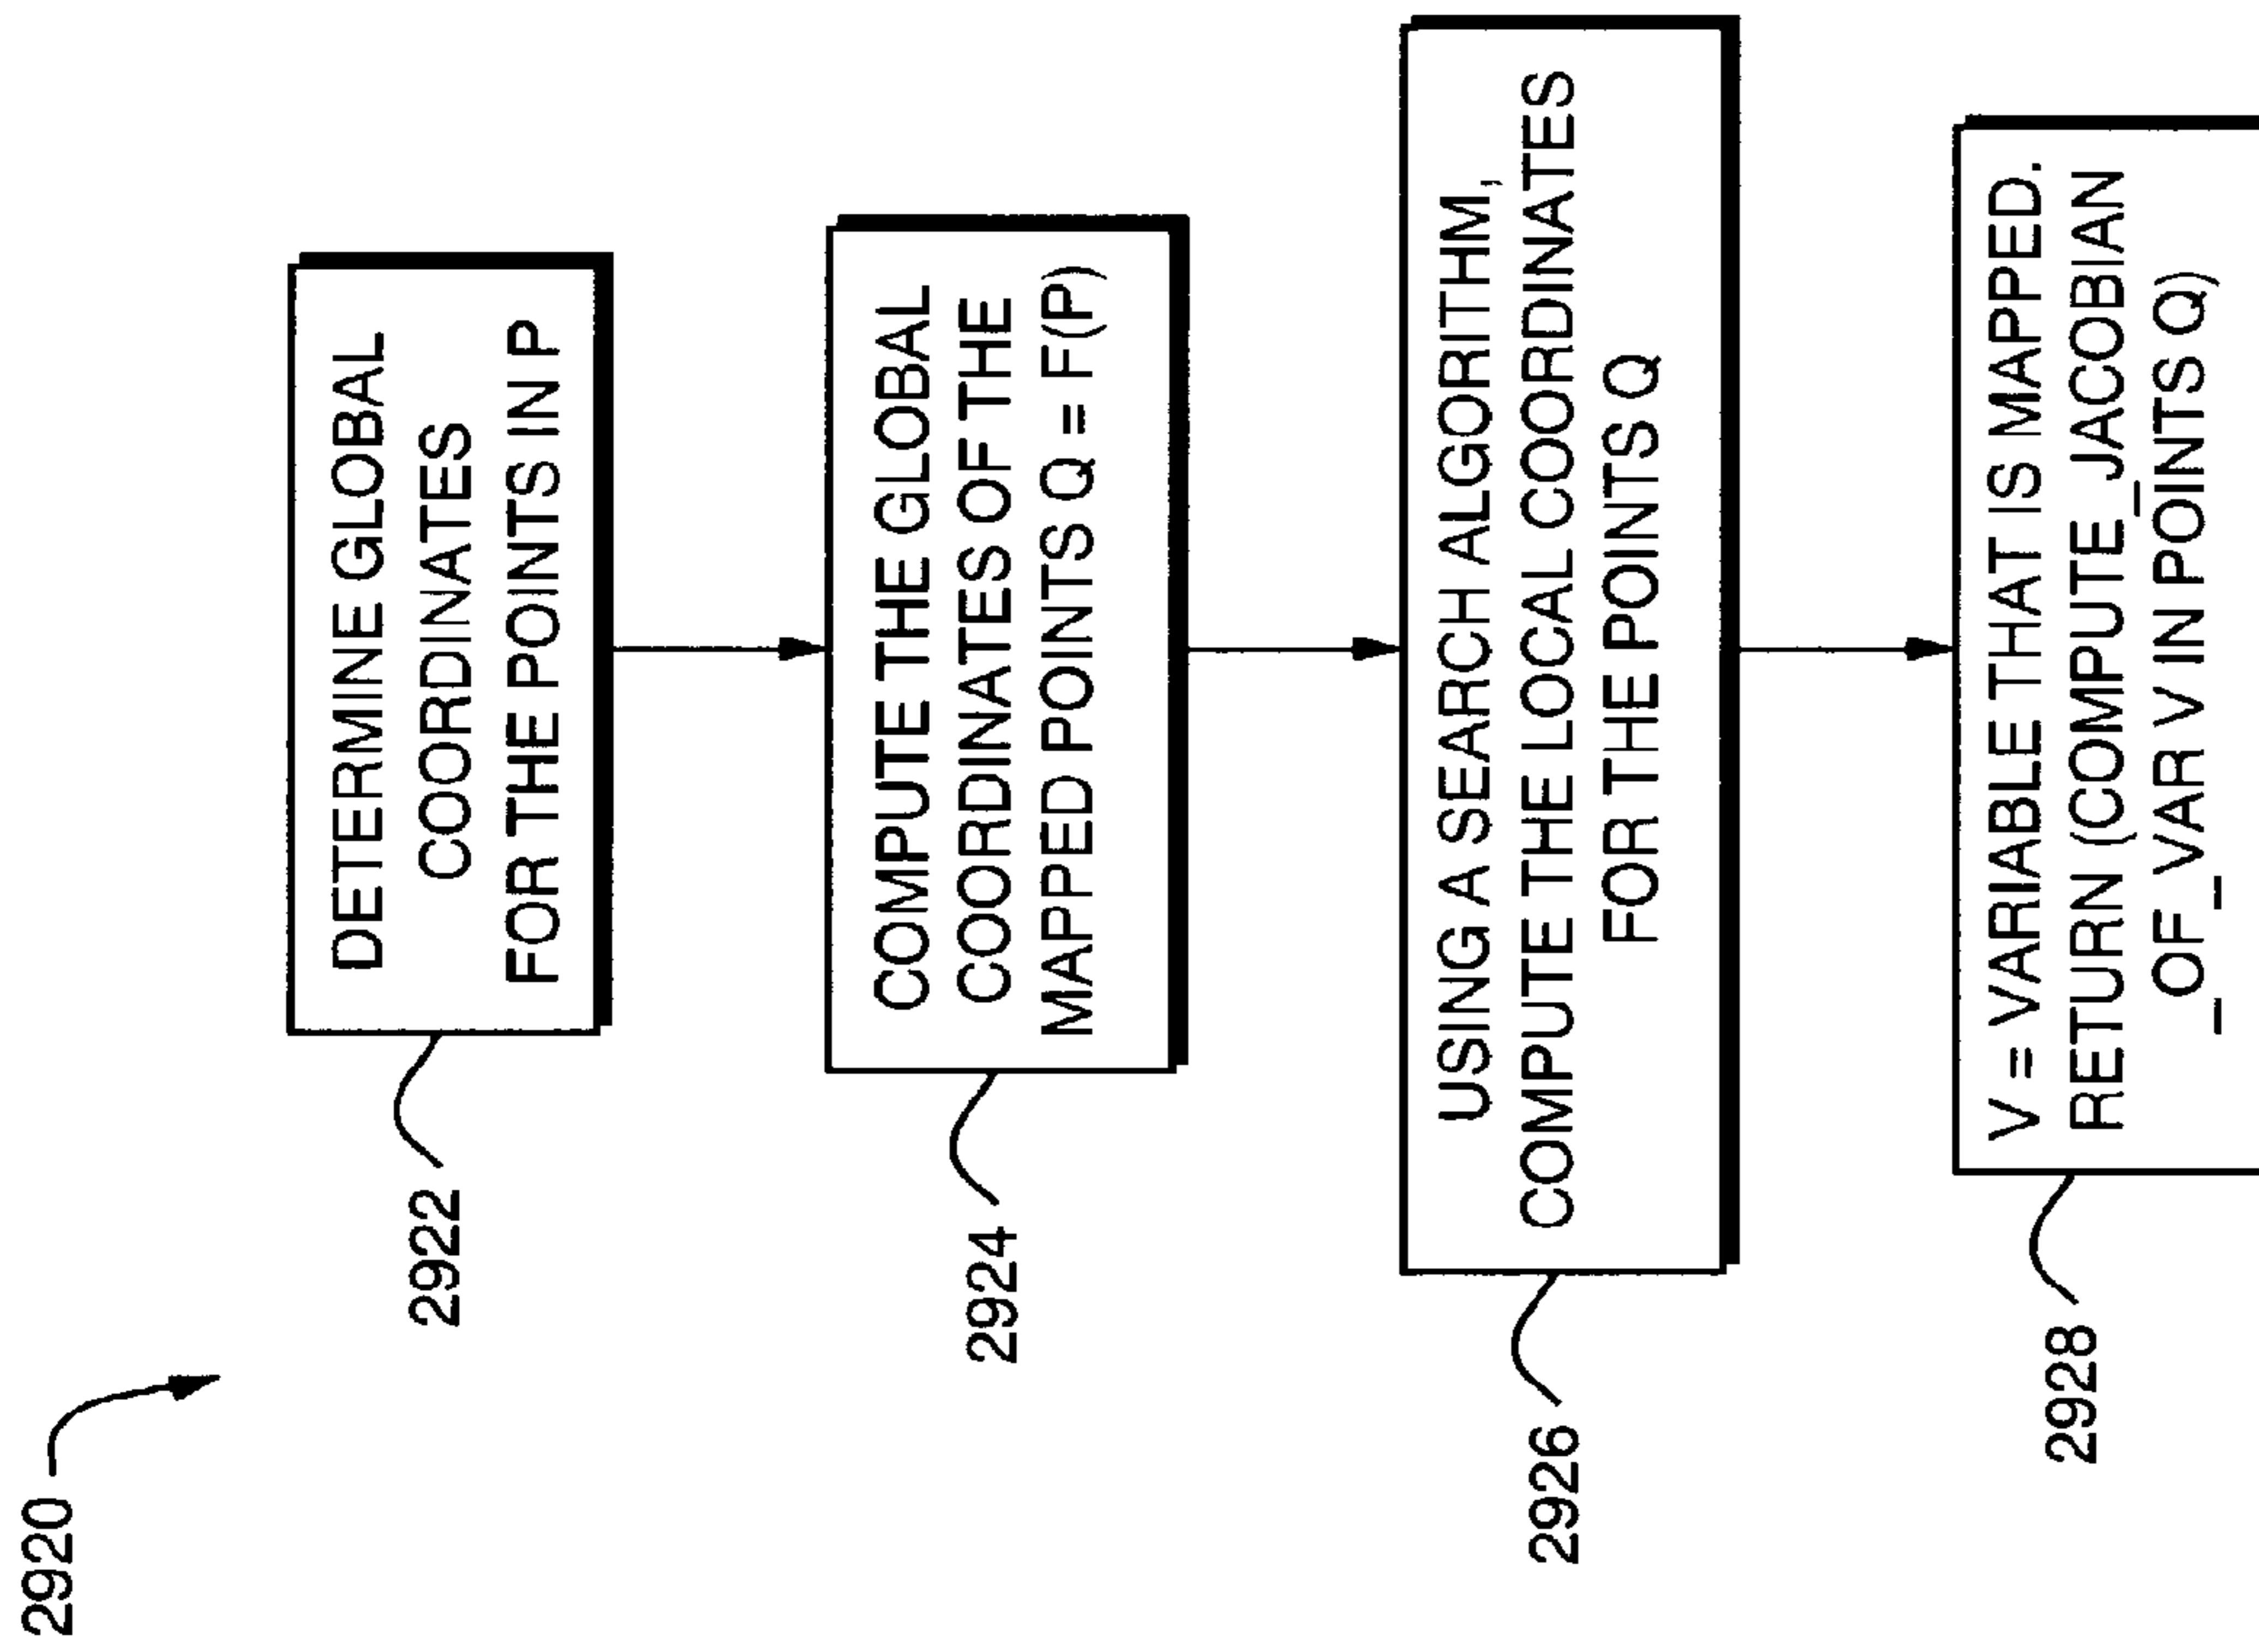 2920
DETERMINE GLOBAL
COORDINATES
FOR THE POINTS IN P
2922
COMPUTE THE GLOBAL
COORDINATES OF THE
MAPPED POINTS Q = F(P)
2924
USING A SEARCH ALGORITHM,
COMPUTE THE LOCAL COORDINATES
FOR THE POINTS Q
2926
V = VARIABLE THAT IS MAPPED.
RETURN (COMPUTE_JACOBIAN
_OF_VAR V IN POINTS Q)
2928